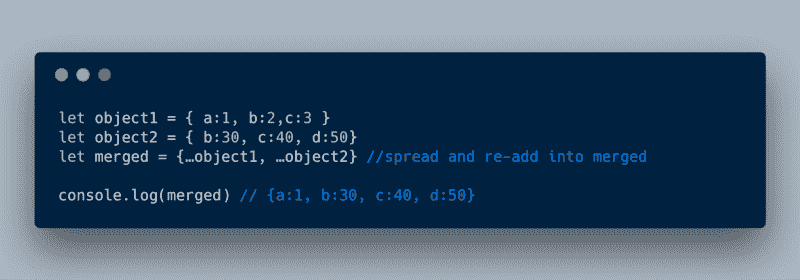 let object1 = { a:1, b:2,c:3 }
let object2 = { b:30, c:40, d:50}
let merged = {…object1, …object2} //spread and re-add into merged
console.log(merged) // {a:1, b:30, c:40, d:50}